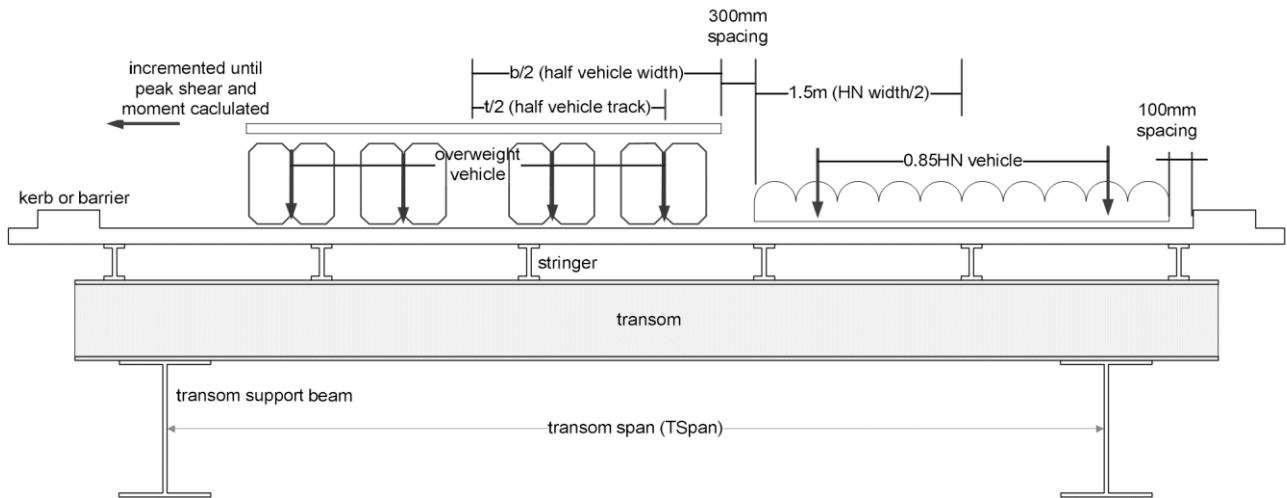 300mm
spacing
incremented until
peak shear and
moment caclulated
b/2 (half vehicle width)
t/2 (half vehicle track)
1.5m (HN width/2)
100mm
spacing
overweight
vehicle
0.85HN vehicle
kerb or barrier
stringer
transom
transom support beam
transom span (TSpan)